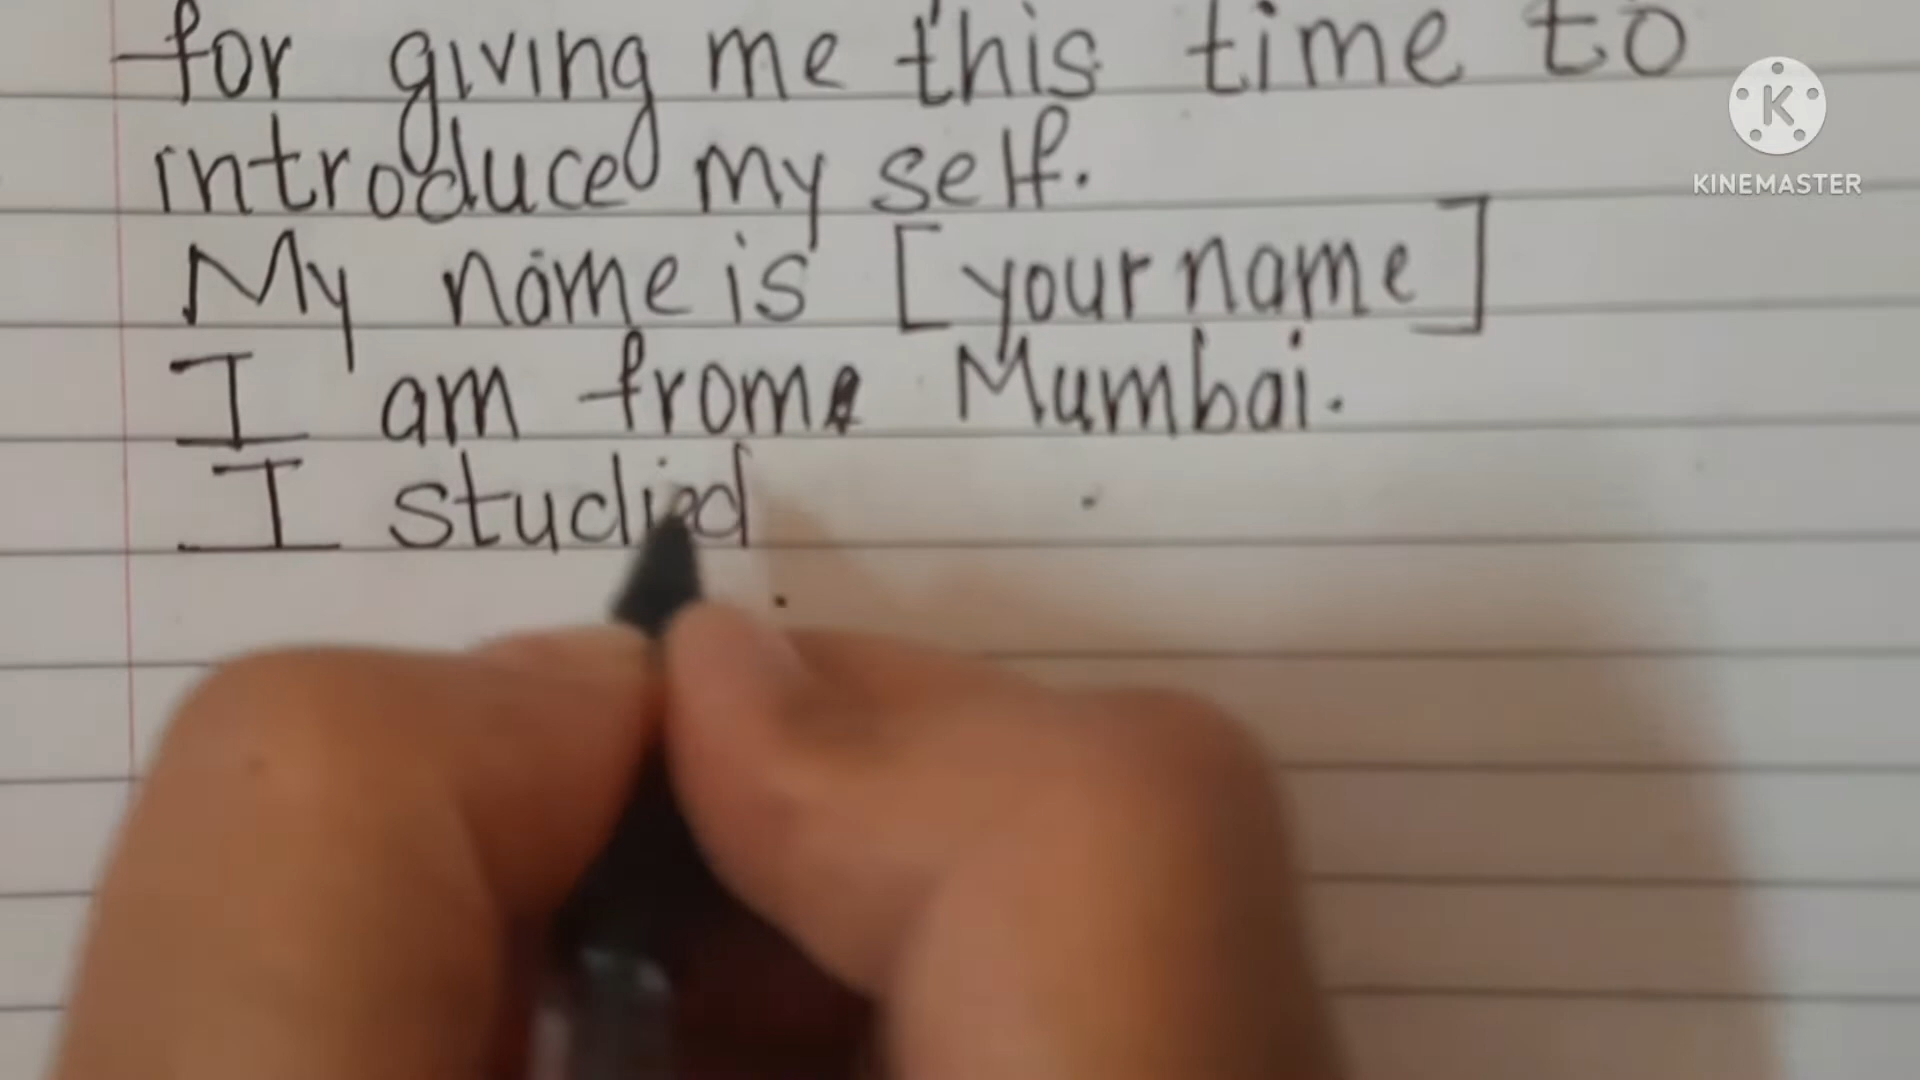 for giving me this time to
introduce my self.
My name is [your name]
I am from Mumbai.
I studied
KINEMASTER